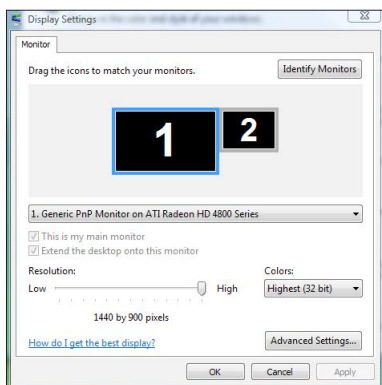 Display Settings
Monitor
Drag the icons to match your monitors.
Identify Monitors
1
2
1. Generic PnP Monitor on ATI Radeon HD 4800 Series
This is my main monitor
Extend the desktop onto this monitor
Resolution:
Colors:
Low
High
Highest (32 bit)
1440 by 900 pixels
How do I get the best display?
Advanced Settings...
OK
Cancel
Apply